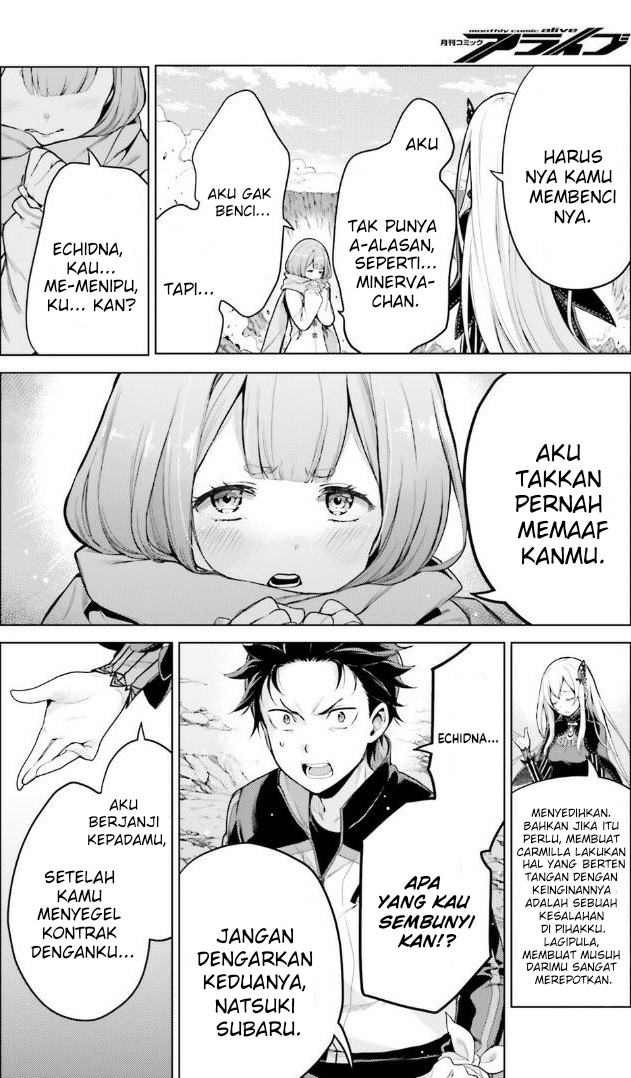 monthly comic alive
月刊コミック
アライブ
HARUS
NYA KAMU
MEMBENCI
NYA.
AKU
TAK PUNYA
A-ALASAN,
SEPERTI...
MINERVA-
CHAN.
AKU GAK
BENCI...
TAPI...
ECHIDNA,
KAU...
ME-MENIPU,
KU... KAN?
AKU
TAKKAN
PERNAH
MEMAAF
KANMU.
MENYEDIHKAN.
BAHKAN JIKA ITU
PERLU, MEMBUAT
CARMILLA LAKUKAN
HAL YANG BERTEN
TANGAN DENGAN
KEINGINANNYA
ADALAH SEBUAH
KESALAHAN
DI PIHAKKU.
LAGIPULA,
MEMBUAT MUSUH
DARIMU SANGAT
MEREPOTKAN.
ECHIDNA...
APA
YANG KAU
SEMBUNYI
KAN!?
JANGAN
DENGARKAN
KEDUANYA,
NATSUKI
SUBARU.
AKU
BERJANJI
KEPADAMU,
SETELAH
KAMU
MENYEGEL
KONTRAK
DENGANKU...